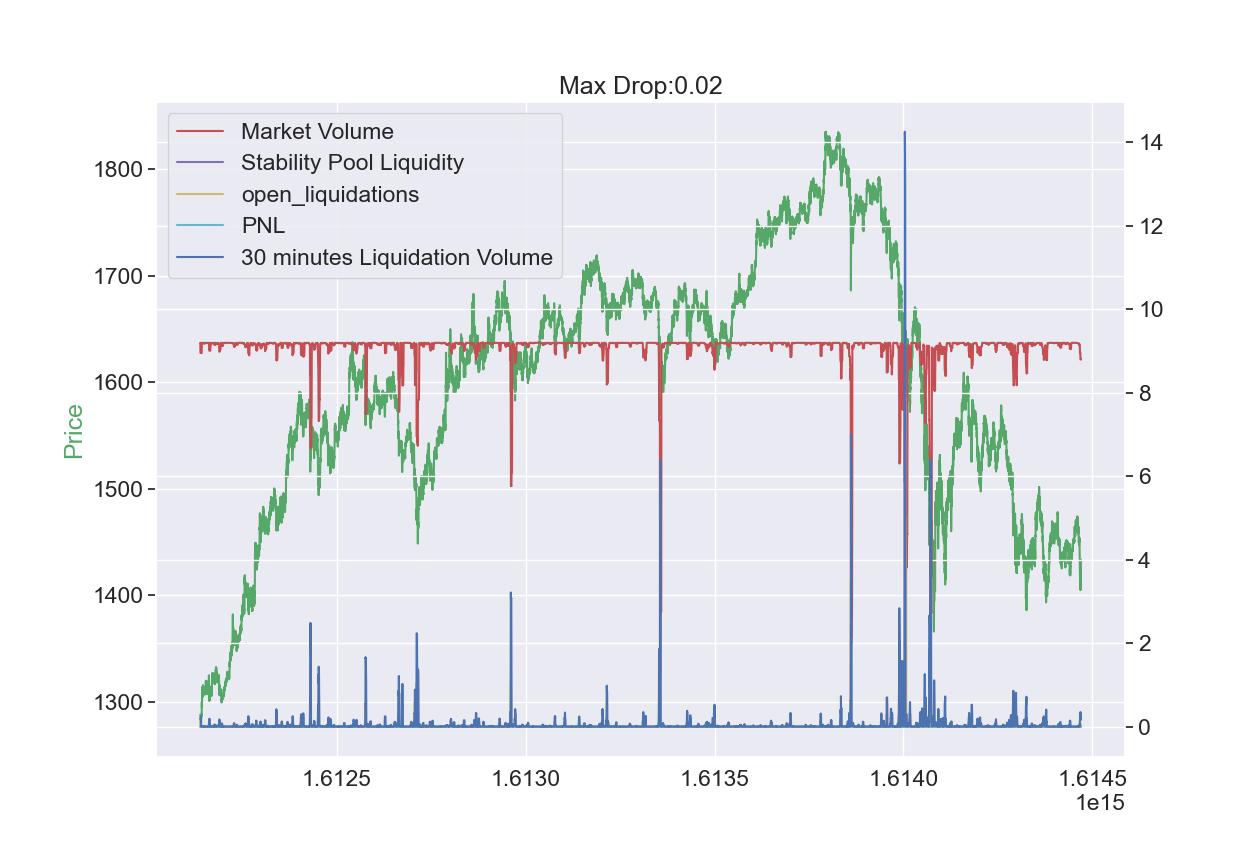 Max Drop:0.02
Market Volume
Stability Pool Liquidity
open_liquidations
PNL
30 minutes Liquidation Volume
Price
1800
1700
1600
1500
1400
1300
14
12
10
8
6
4
2
0
1.6125
1.6130
1.6135
1.6140
1.6145
1e15